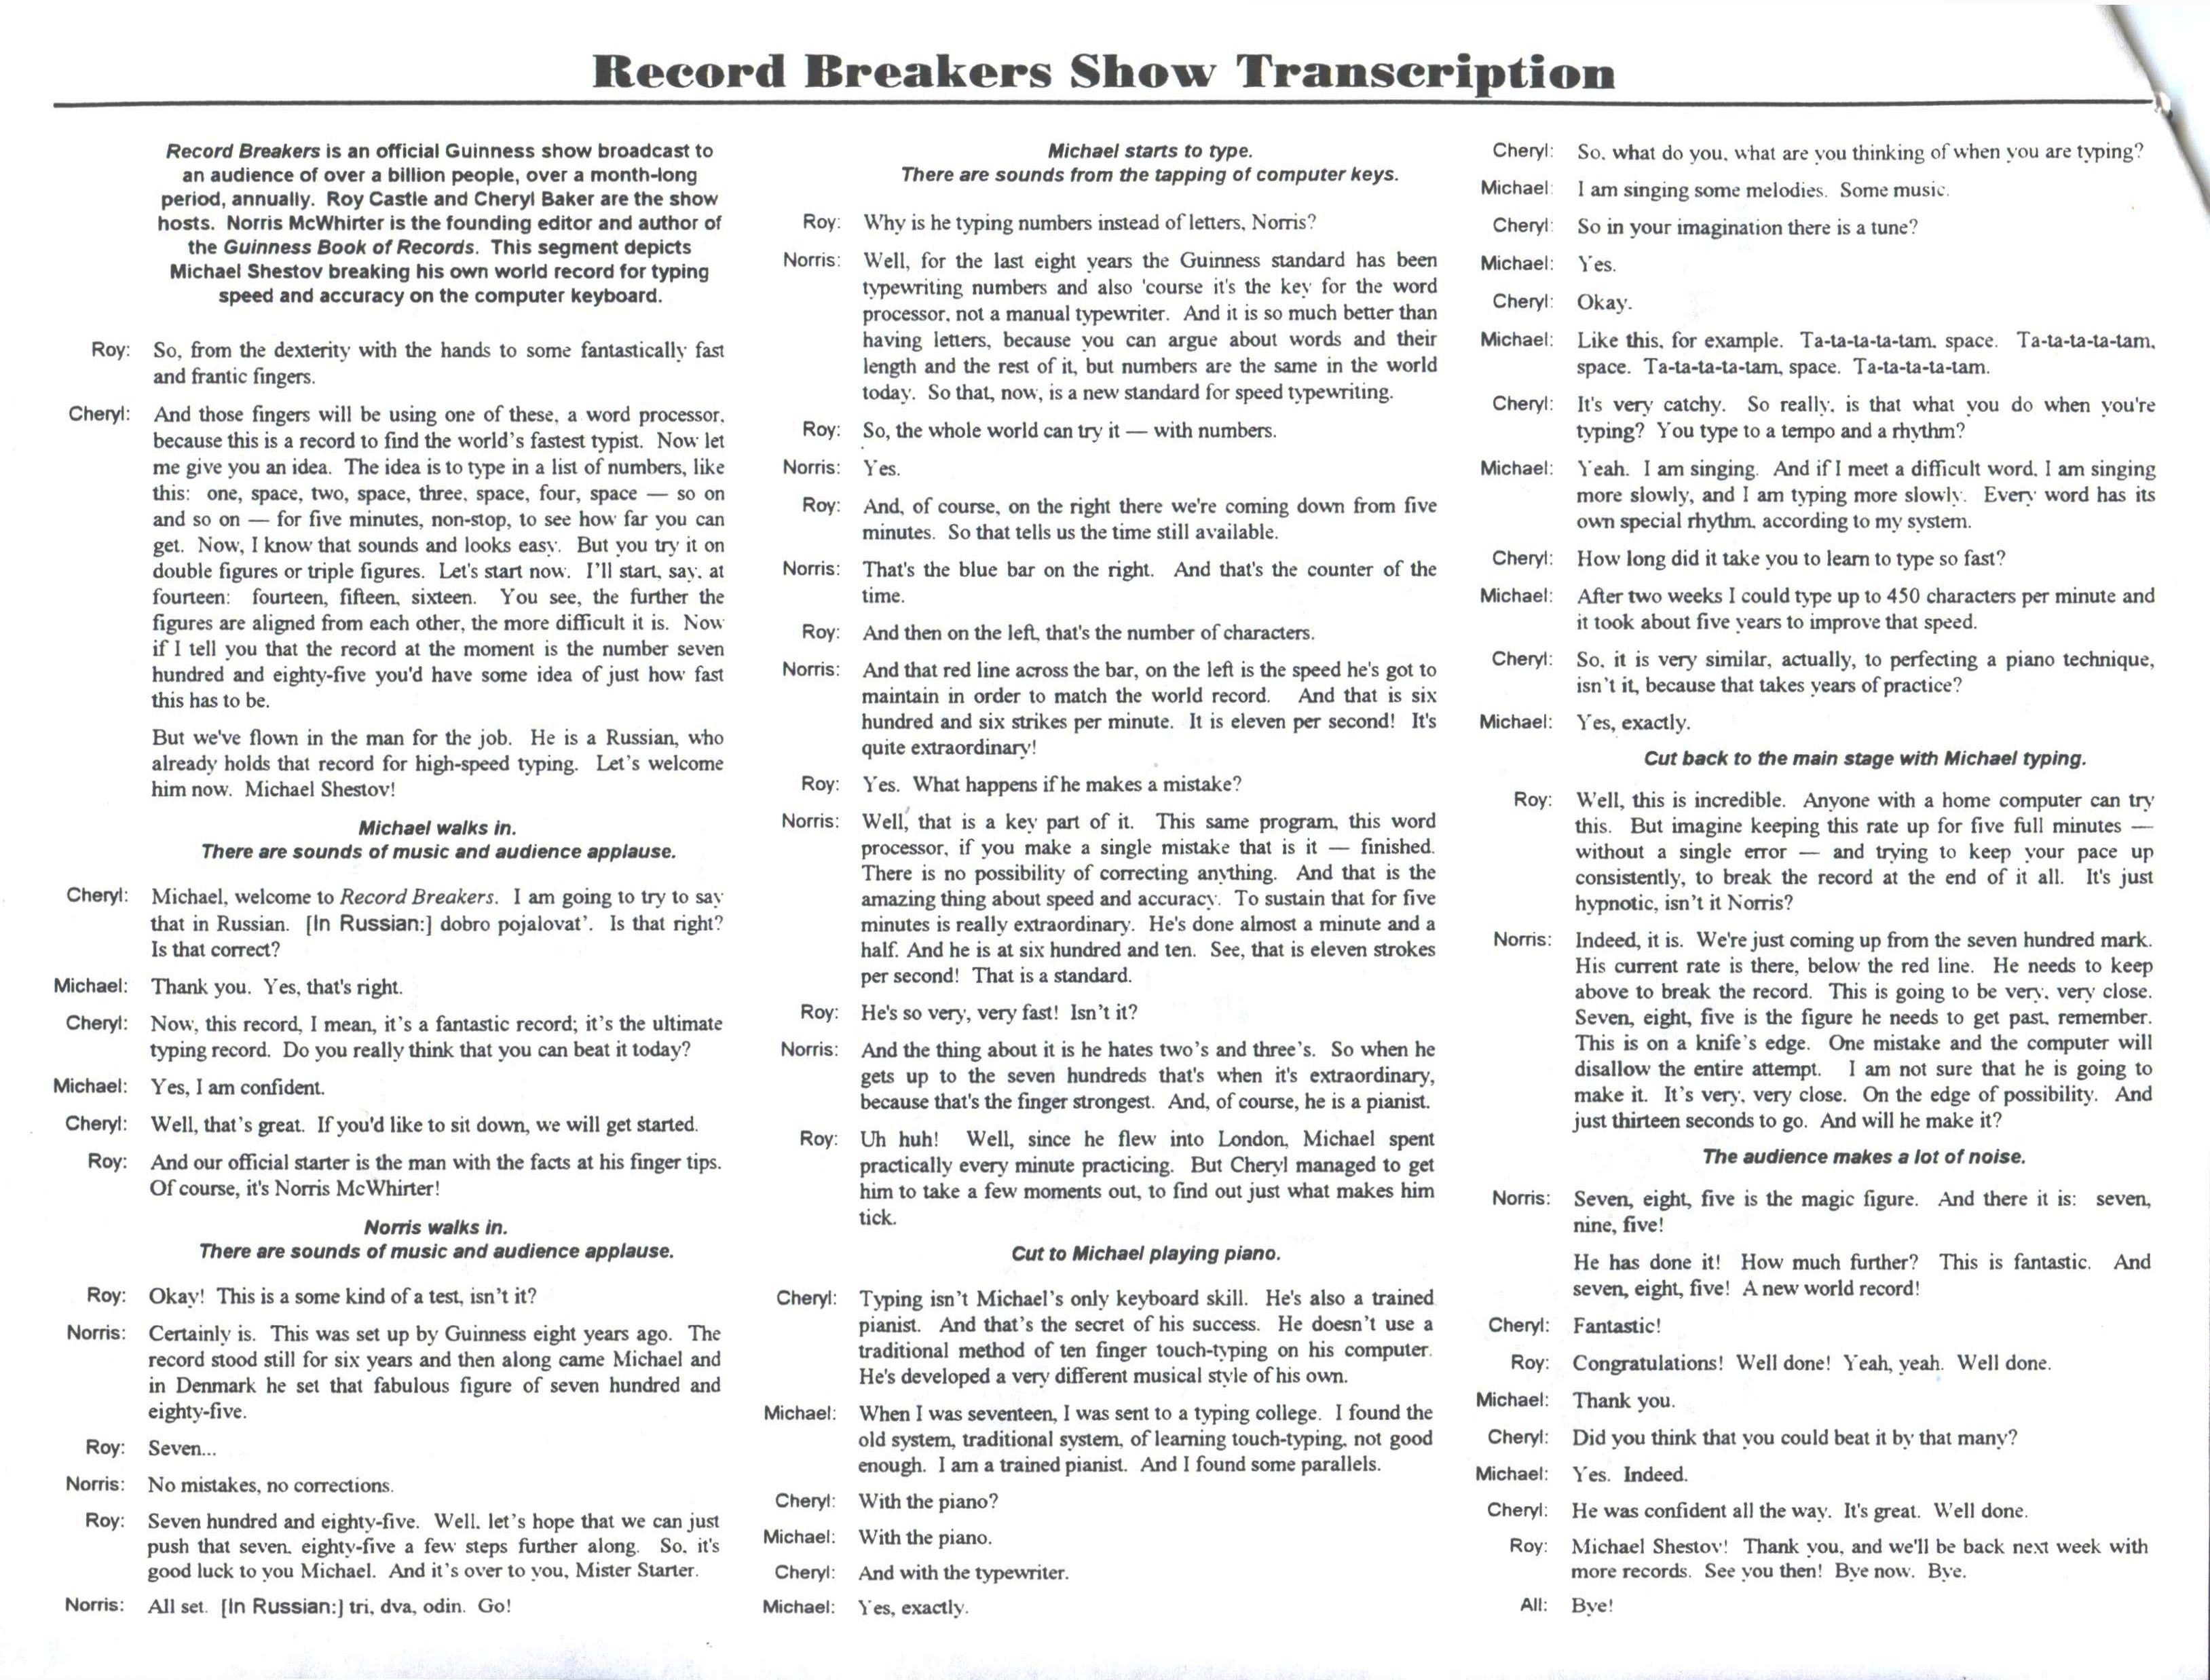 Record Breakers Show Transcription
Record Breakers is an official Guinness show broadcast to
an audience of over a billion people, over a month-long
period, annually. Roy Castle and Cheryl Baker are the show
hosts. Norris McWhirter is the founding editor and author of
the Guinness Book of Records. This segment depicts
Michael Shestov breaking his own world record for typing
speed and accuracy on the computer keyboard.
Roy: So, from the dexterity with the hands to some fantastically fast
and frantic fingers.
Cheryl: And those fingers will be using one of these, a word processor,
because this is a record to find the world's fastest typist. Now let
me give you an idea. The idea is to type in a list of numbers, like
this: one, space, two, space, three, space, four, space — so on
and so on — for five minutes, non-stop, to see how far you can
get. Now, I know that sounds and looks easy. But you try it on
double figures or triple figures. Let's start now. I'll start, say, at
fourteen: fourteen, fifteen, sixteen. You see, the further the
figures are aligned from each other, the more difficult it is. Now
if I tell you that the record at the moment is the number seven
hundred and eighty-five you'd have some idea of just how fast
this has to be.
But we've flown in the man for the job. He is a Russian, who
already holds that record for high-speed typing. Let's welcome
him now. Michael Shestov!
Michael walks in.
There are sounds of music and audience applause.
Cheryl: Michael, welcome to Record Breakers. I am going to try to say
that in Russian. [In Russian:] dobro pojalovat'. Is that right?
Is that correct?
Michael: Thank you. Yes, that's right.
Cheryl: Now, this record, I mean, it's a fantastic record; it's the ultimate
typing record. Do you really think that you can beat it today?
Michael: Yes, I am confident.
Cheryl: Well, that's great. If you'd like to sit down, we will get started.
Roy: And our official starter is the man with the facts at his finger tips.
Of course, it's Norris McWhirter!
Norris walks in.
There are sounds of music and audience applause.
Roy: Okay! This is a some kind of a test, isn't it?
Norris: Certainly is. This was set up by Guinness eight years ago. The
record stood still for six years and then along came Michael and
in Denmark he set that fabulous figure of seven hundred and
eighty-five.
Roy: Seven...
Norris: No mistakes, no corrections.
Roy: Seven hundred and eighty-five. Well, let's hope that we can just
push that seven, eighty-five a few steps further along. So, it's
good luck to you Michael. And it's over to you, Mister Starter.
Norris: All set. [In Russian:] tri, dva, odin. Go!
Michael starts to type.
There are sounds from the tapping of computer keys.
Roy: Why is he typing numbers instead of letters, Norris?
Norris: Well, for the last eight years the Guinness standard has been
typewriting numbers and also 'course it's the key for the word
processor, not a manual typewriter. And it is so much better than
having letters, because you can argue about words and their
length and the rest of it, but numbers are the same in the world
today. So that, now, is a new standard for speed typewriting.
Roy: So, the whole world can try it — with numbers.
Norris: Yes.
Roy: And, of course, on the right there we're coming down from five
minutes. So that tells us the time still available.
Norris: That's the blue bar on the right. And that's the counter of the
time.
Roy: And then on the left, that's the number of characters.
Norris: And that red line across the bar, on the left is the speed he's got to
maintain in order to match the world record. And that is six
hundred and six strikes per minute. It is eleven per second! It's
quite extraordinary!
Roy: Yes. What happens if he makes a mistake?
Norris: Well, that is a key part of it. This same program, this word
processor, if you make a single mistake that is it — finished.
There is no possibility of correcting anything. And that is the
amazing thing about speed and accuracy. To sustain that for five
minutes is really extraordinary. He's done almost a minute and a
half. And he is at six hundred and ten. See, that is eleven strokes
per second! That is a standard.
Roy: He's so very, very fast! Isn't it?
Norris: And the thing about it is he hates two's and three's. So when he
gets up to the seven hundreds that's when it's extraordinary,
because that's the finger strongest. And, of course, he is a pianist.
Roy: Uh huh! Well, since he flew into London, Michael spent
practically every minute practicing. But Cheryl managed to get
him to take a few moments out, to find out just what makes him
tick.
Cut to Michael playing piano.
Cheryl: Typing isn't Michael's only keyboard skill. He's also a trained
pianist. And that's the secret of his success. He doesn't use a
traditional method of ten finger touch-typing on his computer.
He's developed a very different musical style of his own.
Michael: When I was seventeen, I was sent to a typing college. I found the
old system, traditional system, of learning touch-typing, not good
enough. I am a trained pianist. And I found some parallels.
Cheryl: With the piano?
Michael: With the piano.
Cheryl: And with the typewriter.
Michael: Yes, exactly.
Cheryl: So, what do you, what are you thinking of when you are typing?
Michael: I am singing some melodies. Some music.
Cheryl: So in your imagination there is a tune?
Michael: Yes.
Cheryl: Okay.
Michael: Like this, for example. Ta-ta-ta-ta-tam, space. Ta-ta-ta-ta-tam,
space. Ta-ta-ta-ta-tam, space. Ta-ta-ta-ta-tam.
Cheryl: It's very catchy. So really, is that what you do when you're
typing? You type to a tempo and a rhythm?
Michael: Yeah. I am singing. And if I meet a difficult word, I am singing
more slowly, and I am typing more slowly. Every word has its
own special rhythm, according to my system.
Cheryl: How long did it take you to learn to type so fast?
Michael: After two weeks I could type up to 450 characters per minute and
it took about five years to improve that speed.
Cheryl: So, it is very similar, actually, to perfecting a piano technique,
isn't it, because that takes years of practice?
Michael: Yes, exactly.
Cut back to the main stage with Michael typing.
Roy: Well, this is incredible. Anyone with a home computer can try
this. But imagine keeping this rate up for five full minutes —
without a single error — and trying to keep your pace up
consistently, to break the record at the end of it all. It's just
hypnotic, isn't it Norris?
Norris: Indeed, it is. We're just coming up from the seven hundred mark.
His current rate is there, below the red line. He needs to keep
above to break the record. This is going to be very, very close.
Seven, eight, five is the figure he needs to get past, remember.
This is on a knife's edge. One mistake and the computer will
disallow the entire attempt. I am not sure that he is going to
make it. It's very, very close. On the edge of possibility. And
just thirteen seconds to go. And will he make it?
The audience makes a lot of noise.
Norris: Seven, eight, five is the magic figure. And there it is: seven,
nine, five!
He has done it! How much further? This is fantastic. And
seven, eight, five! A new world record!
Cheryl: Fantastic!
Roy: Congratulations! Well done! Yeah, yeah. Well done.
Michael: Thank you.
Cheryl: Did you think that you could beat it by that many?
Michael: Yes. Indeed.
Cheryl: He was confident all the way. It's great. Well done.
Roy: Michael Shestov! Thank you, and we'll be back next week with
more records. See you then! Bye now. Bye.
All: Bye!